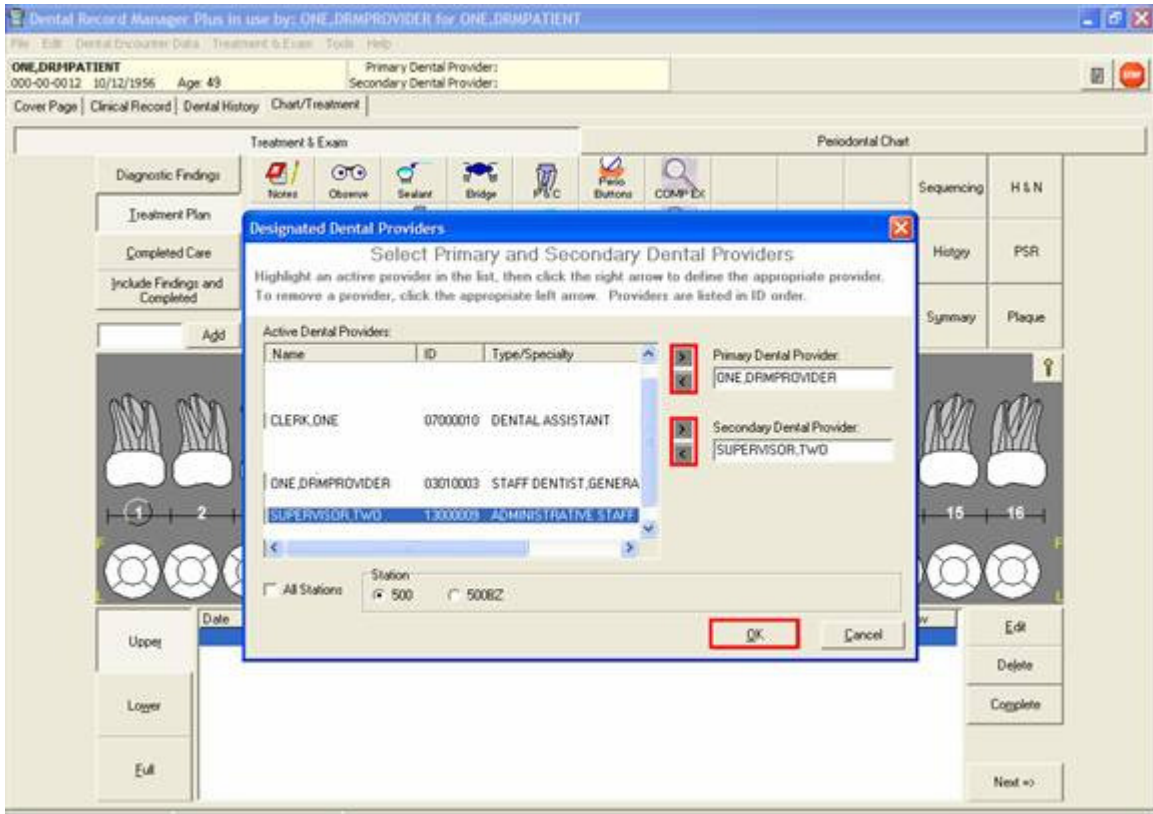 Dental Record Manager Plus in use by: ONE,DRMPROVIDER for ONE,DRMPATIENT
File Edit Dental Encounter Data Treatment & Exam Tools Help
ONE,DRMPATIENT Primary Dental Provider:
000-00-0012 10/12/1956 Age: 49 Secondary Dental Provider:
STOP
Cover Page Clinical Record Dental History Chart/Treatment
Treatment & Exam Periodontal Chart
Diagnostic Findings
Notes Observe Sealant Bridge P & C Perio Buttons COMP EX
Sequencing H & N
Treatment Plan
Designated Dental Providers
Completed Care
Select Primary and Secondary Dental Providers
History PSR
Include Findings and
Completed
Highlight an active provider in the list, then click the right arrow to define the appropriate provider.
To remove a provider, click the appropeiate left arrow. Providers are listed in ID order.
Summary Plaque
Add
Active Dental Providers:
Name ID Type/Specialty
> Primary Dental Provider:
< ONE,DRMPROVIDER
CLERK,ONE 07000010 DENTAL ASSISTANT
> Secondary Dental Provider:
< SUPERVISOR,TWO
ONE,DRMPROVIDER 03010003 STAFF DENTIST,GENERA
SUPERVISOR,TWO 13000009 ADMINISTRATIVE STAFF
1 2 15 16
F F
All Stations Station
500 500BZ
L L
Date
OK Cancel
Upper
Edit
Delete
Lower
Complete
Full
Next =>